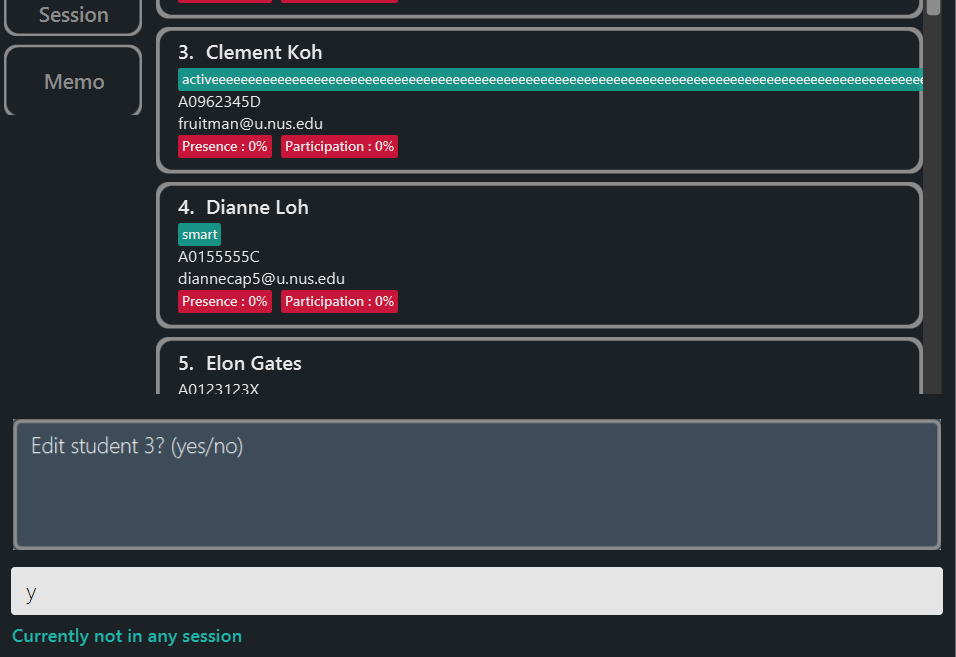 Session
Memo
3. Clement Koh
A0962345D
fruitman@u.nus.edu
Presence : 0% Participation : 0%
4. Dianne Loh
smart
A0155555C
diannecap5@u.nus.edu
Presence : 0% Participation : 0%
5. Elon Gates
A0123123X
Edit student 3? (yes/no)
y
Currently not in any session